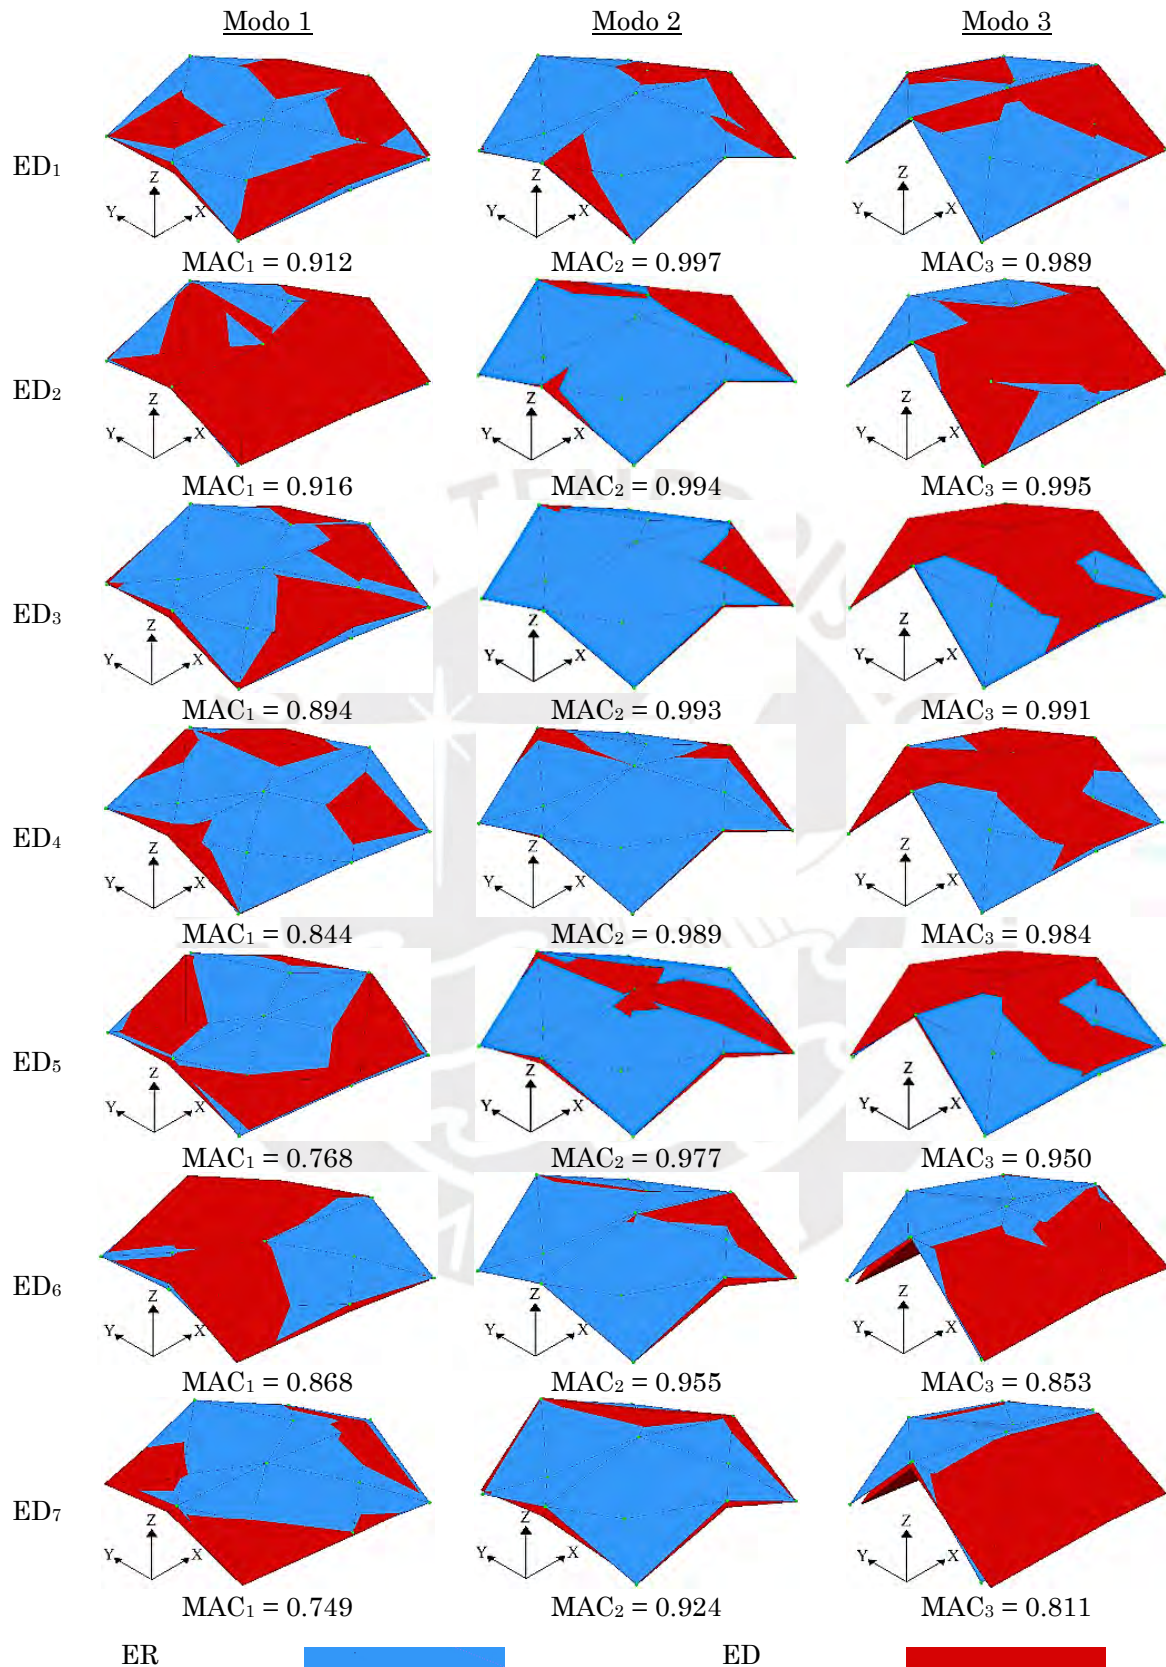 Modo 1 Modo 2 Modo 3
ED₁
Z Y X Z Y X Z Y X
MAC₁ = 0.912 MAC₂ = 0.997 MAC₃ = 0.989
ED₂
Z Y X Z Y X Z Y X
MAC₁ = 0.916 MAC₂ = 0.994 MAC₃ = 0.995
ED₃
Z Y X Z Y X Z Y X
MAC₁ = 0.894 MAC₂ = 0.993 MAC₃ = 0.991
ED₄
Z Y X Z Y X Z Y X
MAC₁ = 0.844 MAC₂ = 0.989 MAC₃ = 0.984
ED₅
Z Y X Z Y X Z Y X
MAC₁ = 0.768 MAC₂ = 0.977 MAC₃ = 0.950
ED₆
Z Y X Z Y X Z Y X
MAC₁ = 0.868 MAC₂ = 0.955 MAC₃ = 0.853
ED₇
Z Y X Z Y X Z Y X
MAC₁ = 0.749 MAC₂ = 0.924 MAC₃ = 0.811
ER ED